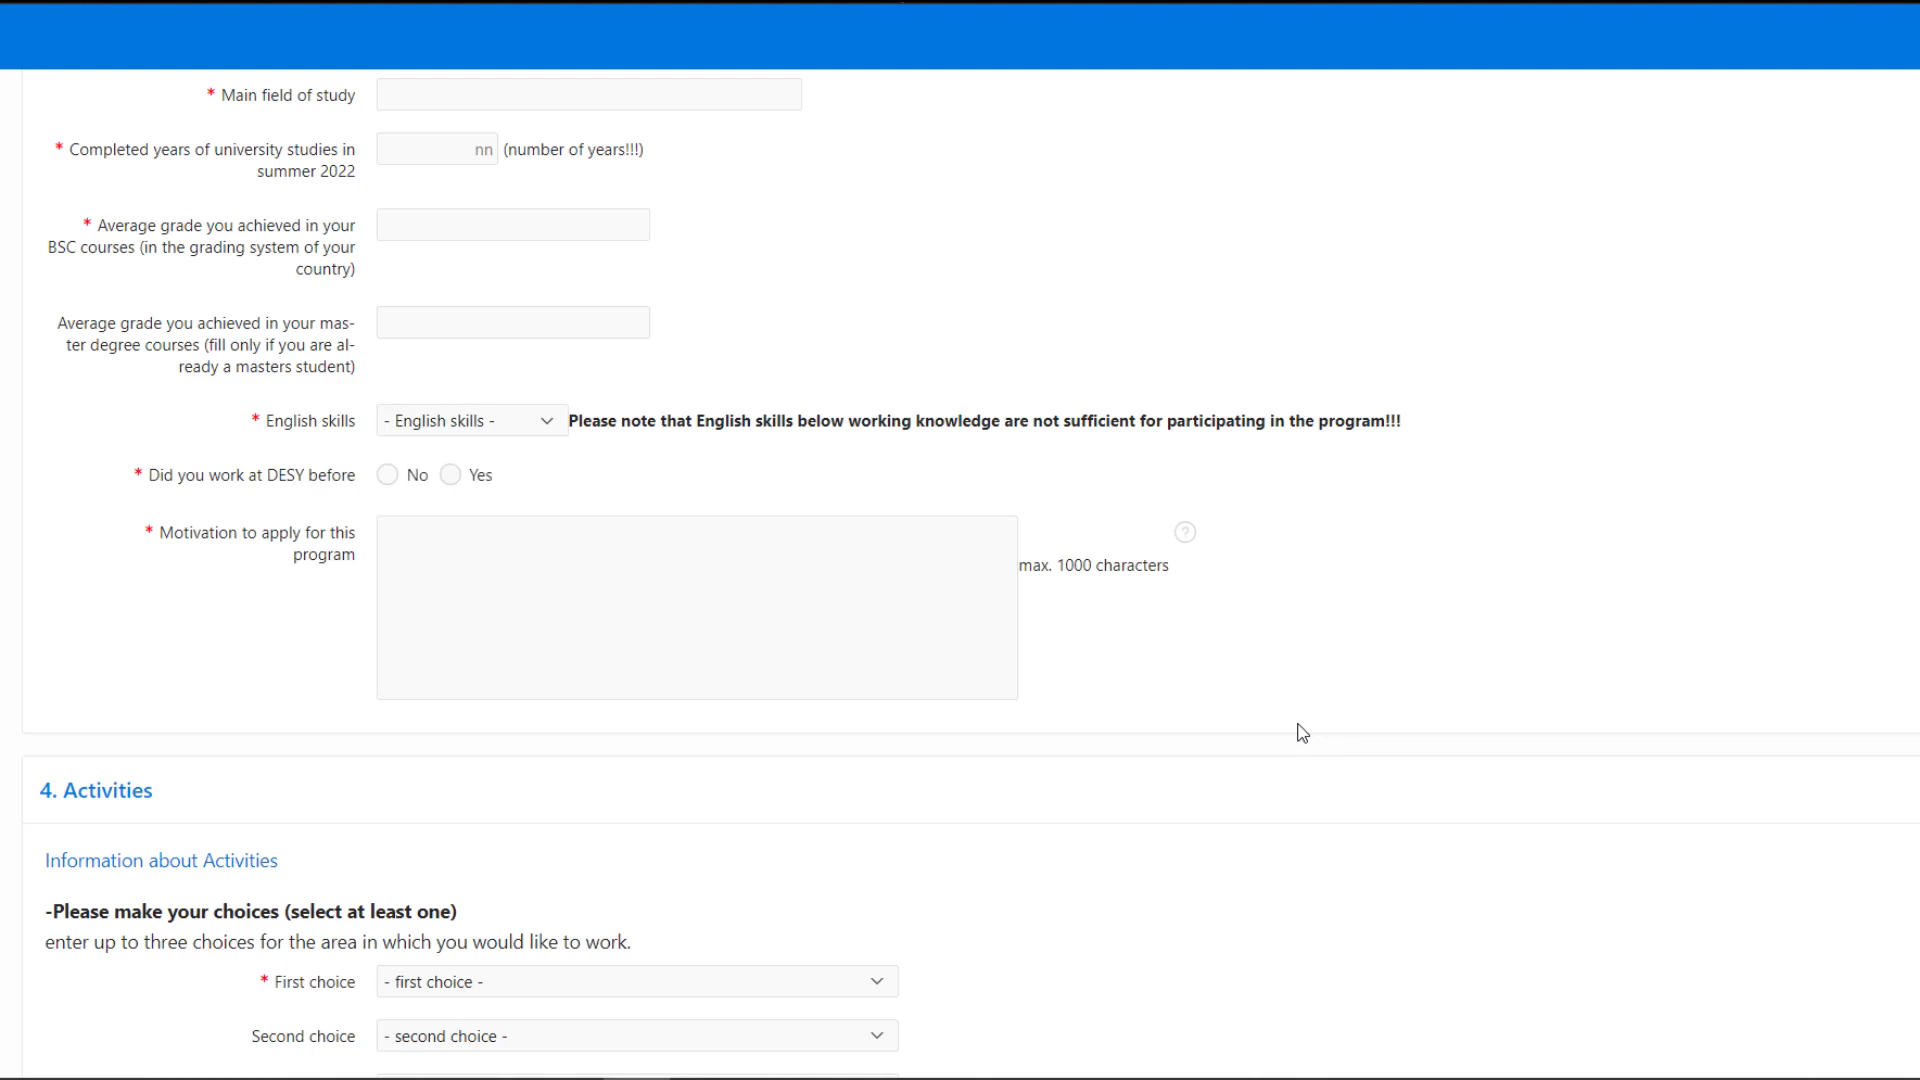 * Main field of study
* Completed years of university studies in
summer 2022
nn (number of years!!!)
* Average grade you achieved in your
BSC courses (in the grading system of your
country)
Average grade you achieved in your mas-
ter degree courses (fill only if you are al-
ready a masters student)
* English skills
- English skills -
Please note that English skills below working knowledge are not sufficient for participating in the program!!!
* Did you work at DESY before
No
Yes
* Motivation to apply for this
program
?
max. 1000 characters
4. Activities
Information about Activities
-Please make your choices (select at least one)
enter up to three choices for the area in which you would like to work.
* First choice
- first choice -
Second choice
- second choice -